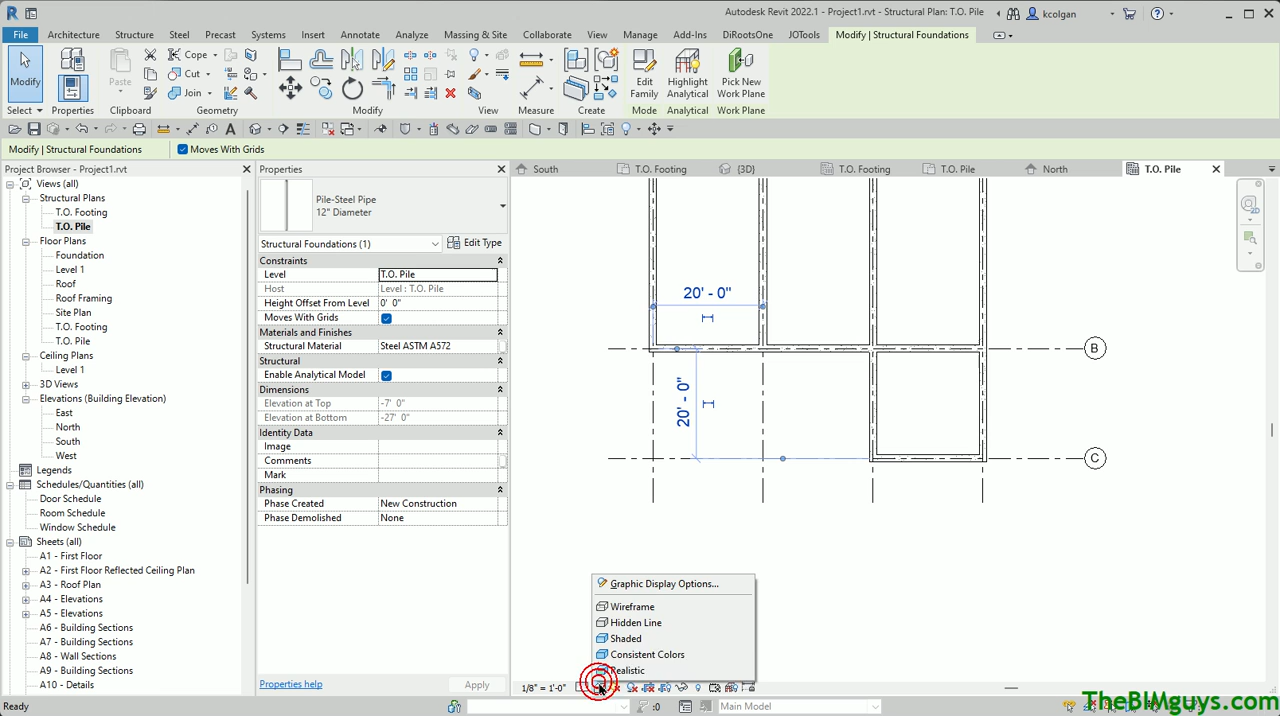 Autodesk Revit 2022.1 - Project1.rvt - Structural Plan: T.O. Pile
kcolgan
File Architecture Structure Steel Precast Systems Insert Annotate Analyze Massing & Site Collaborate View Manage Add-Ins DiRootsOne JOTools Modify | Structural Foundations
Modify
Properties
Paste
Cope
Cut
Join
Edit
Family
Highlight
Analytical
Pick New
Work Plane
Select Properties Clipboard Geometry Modify View Measure Create Mode Analytical Work Plane
Modify | Structural Foundations Moves With Grids
Project Browser - Project1.rvt
Views (all)
Structural Plans
T.O. Footing
T.O. Pile
Floor Plans
Foundation
Level 1
Roof
Roof Framing
Site Plan
T.O. Footing
T.O. Pile
Ceiling Plans
Level 1
3D Views
Elevations (Building Elevation)
East
North
South
West
Legends
Schedules/Quantities (all)
Door Schedule
Room Schedule
Window Schedule
Sheets (all)
A1 - First Floor
A2 - First Floor Reflected Ceiling Plan
A3 - Roof Plan
A4 - Elevations
A5 - Elevations
A6 - Building Sections
A7 - Building Sections
A8 - Wall Sections
A9 - Building Sections
A10 - Details
Properties
Pile-Steel Pipe
12" Diameter
Structural Foundations (1) Edit Type
Constraints
Level T.O. Pile
Host Level : T.O. Pile
Height Offset From Level 0' 0"
Moves With Grids
Materials and Finishes
Structural Material Steel ASTM A572
Structural
Enable Analytical Model
Dimensions
Elevation at Top -7' 0"
Elevation at Bottom -27' 0"
Identity Data
Image
Comments
Mark
Phasing
Phase Created New Construction
Phase Demolished None
Properties help Apply
South T.O. Footing {3D} T.O. Footing T.O. Pile North T.O. Pile
20' - 0"
B
20' - 0"
C
Graphic Display Options...
Wireframe
Hidden Line
Shaded
Consistent Colors
Realistic
1/8" = 1'-0"
Ready :0 Main Model
TheBIMguys.com